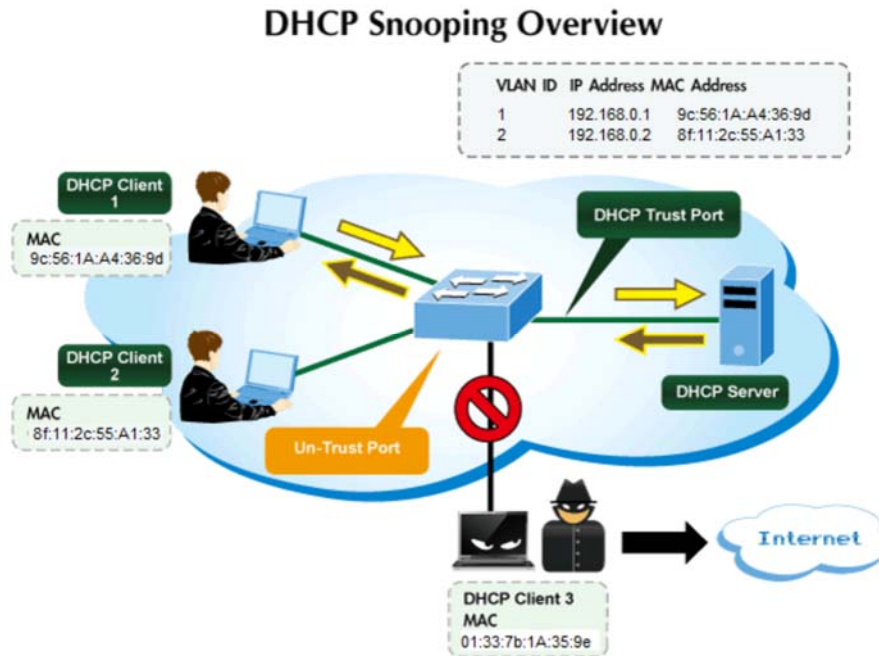 DHCP Snooping Overview
VLAN ID IP Address MAC Address
1 192.168.0.1 9c:56:1A:A4:36:9d
2 192.168.0.2 8f:11:2c:55:A1:33
DHCP Client
1
MAC
9c:56:1A:A4:36:9d
DHCP Trust Port
DHCP Client
2
MAC
8f:11:2c:55:A1:33
Un-Trust Port
DHCP Server
Internet
DHCP Client 3
MAC
01:33:7b:1A:35:9e